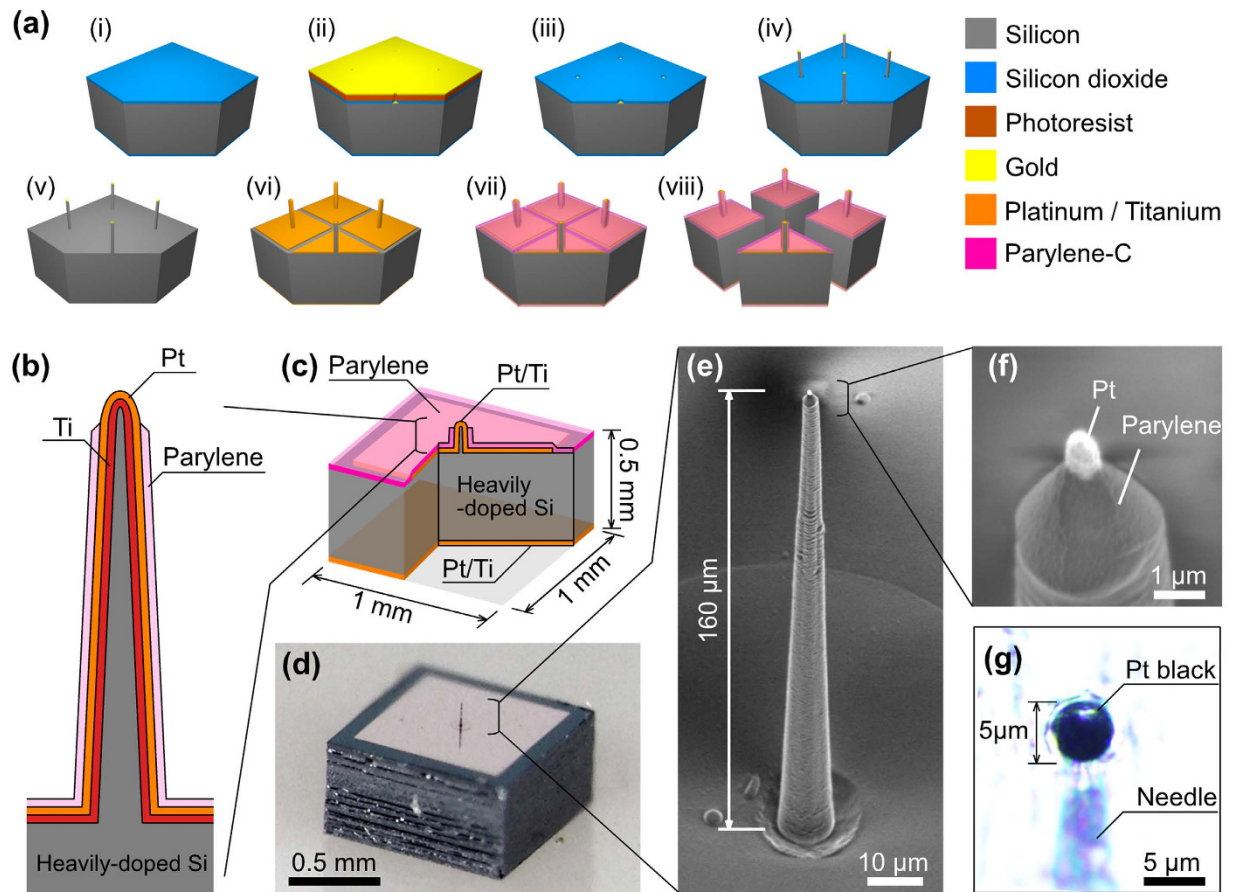 (a)
(i)
(ii)
(iii)
(iv)
(v)
(vi)
(vii)
(viii)
Silicon
Silicon dioxide
Photoresist
Gold
Platinum / Titanium
Parylene-C
(b)
Pt
Ti
Parylene
Heavily-doped Si
(c)
Parylene
Pt/Ti
Heavily
-doped Si
Pt/Ti
0.5 mm
1 mm
1 mm
(d)
0.5 mm
(e)
160 µm
10 µm
(f)
Pt
Parylene
1 µm
(g)
Pt black
5µm
Needle
5 µm